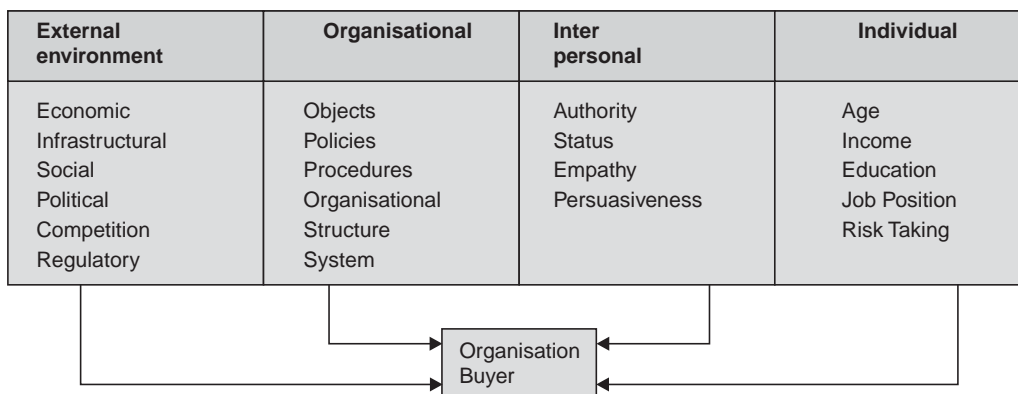 External
environment
Economic
Infrastructural
Social
Political
Competition
Regulatory
Organisational
Objects
Policies
Procedures
Organisational
Structure
System
Inter
personal
Authority
Status
Empathy
Persuasiveness
Individual
Age
Income
Education
Job Position
Risk Taking
Organisation
Buyer